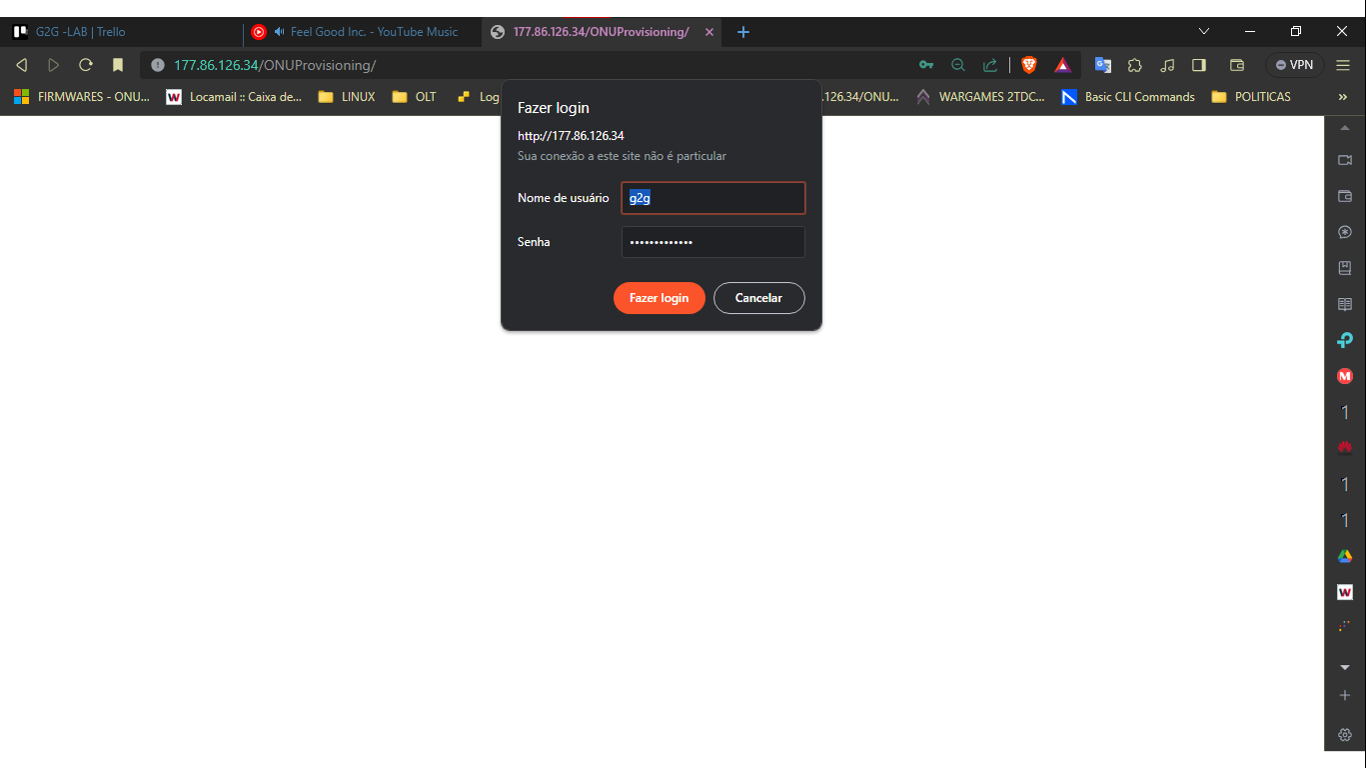 G2G -LAB | Trello
Feel Good Inc. - YouTube Music
177.86.126.34/ONUProvisioning/
177.86.126.34/ONUProvisioning/
VPN
FIRMWARES - ONU...
Locamail :: Caixa de...
LINUX
OLT
Log
.126.34/ONU...
WARGAMES 2TDC...
Basic CLI Commands
POLITICAS
»
Fazer login
http://177.86.126.34
Sua conexão a este site não é particular
Nome de usuário
g2g
Senha
•••••••••••••
Fazer login
Cancelar
M
1
1
1
W